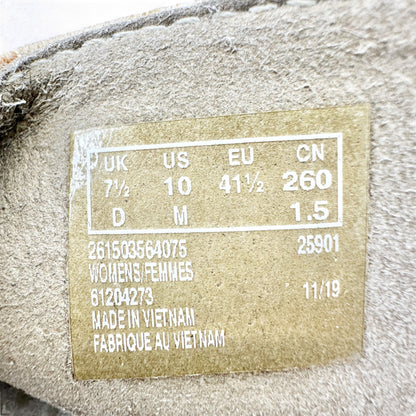 UK US EU CN
7½ 10 41½ 260
D M 1.5
261503564075 25901
WOMENS/FEMMES
61204273 11/19
MADE IN VIETNAM
FABRIQUE AU VIETNAM